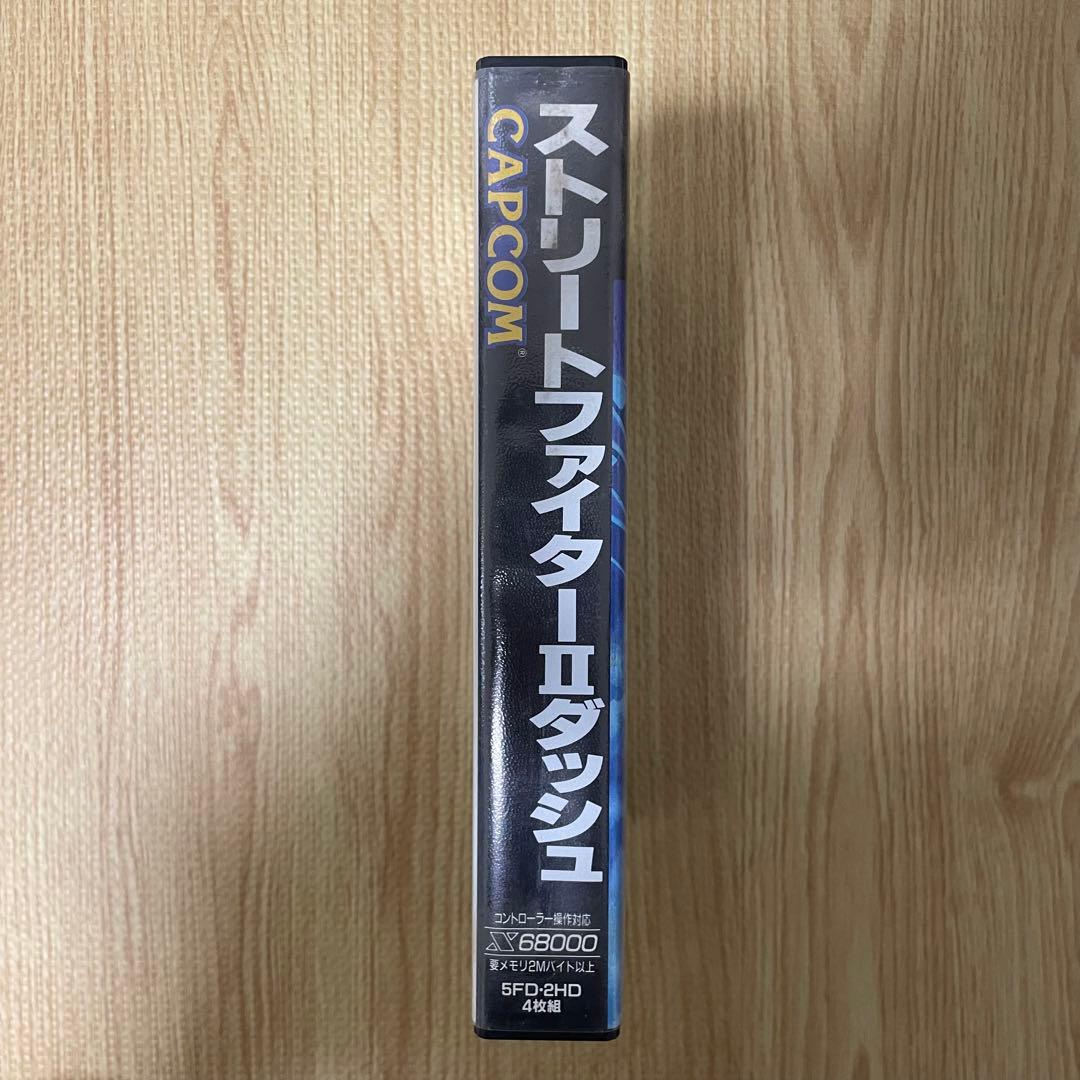 ストリートファイターIIダッシュ
CAPCOM®
コントローラー操作対応
X68000
要メモリ2Mバイト以上
5FD・2HD
4枚組